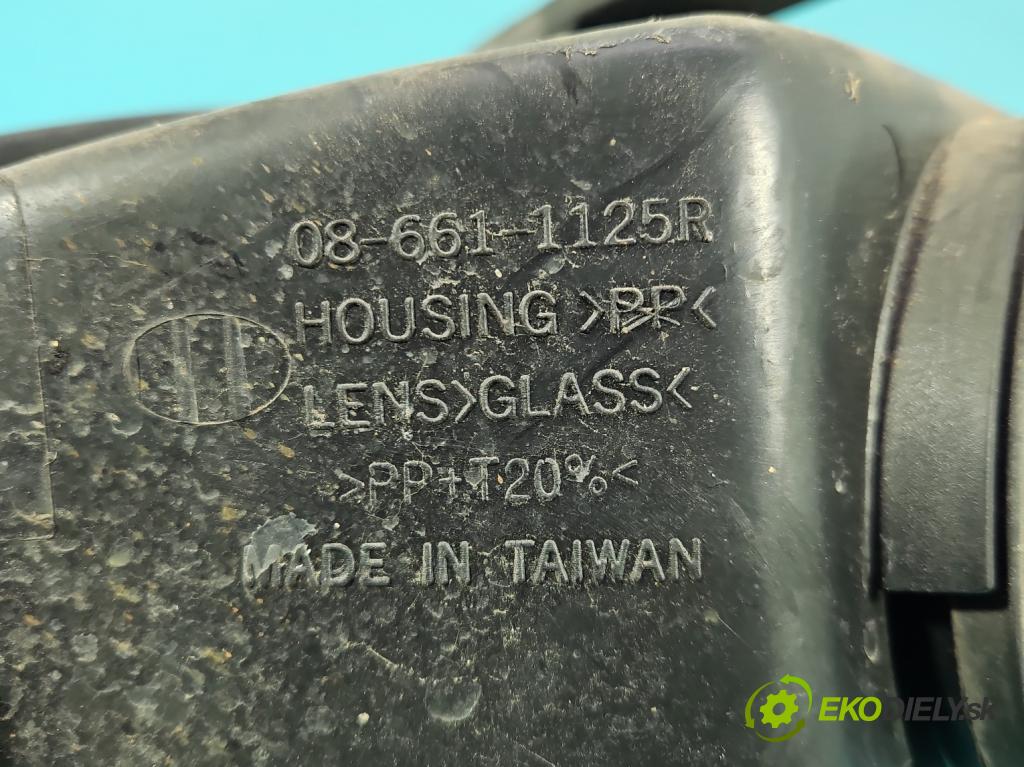 08-661-1125R
HOUSING >PP<
LENS>GLASS<
>PP+T20%<
MADE IN TAIWAN
EKODIELY.sk